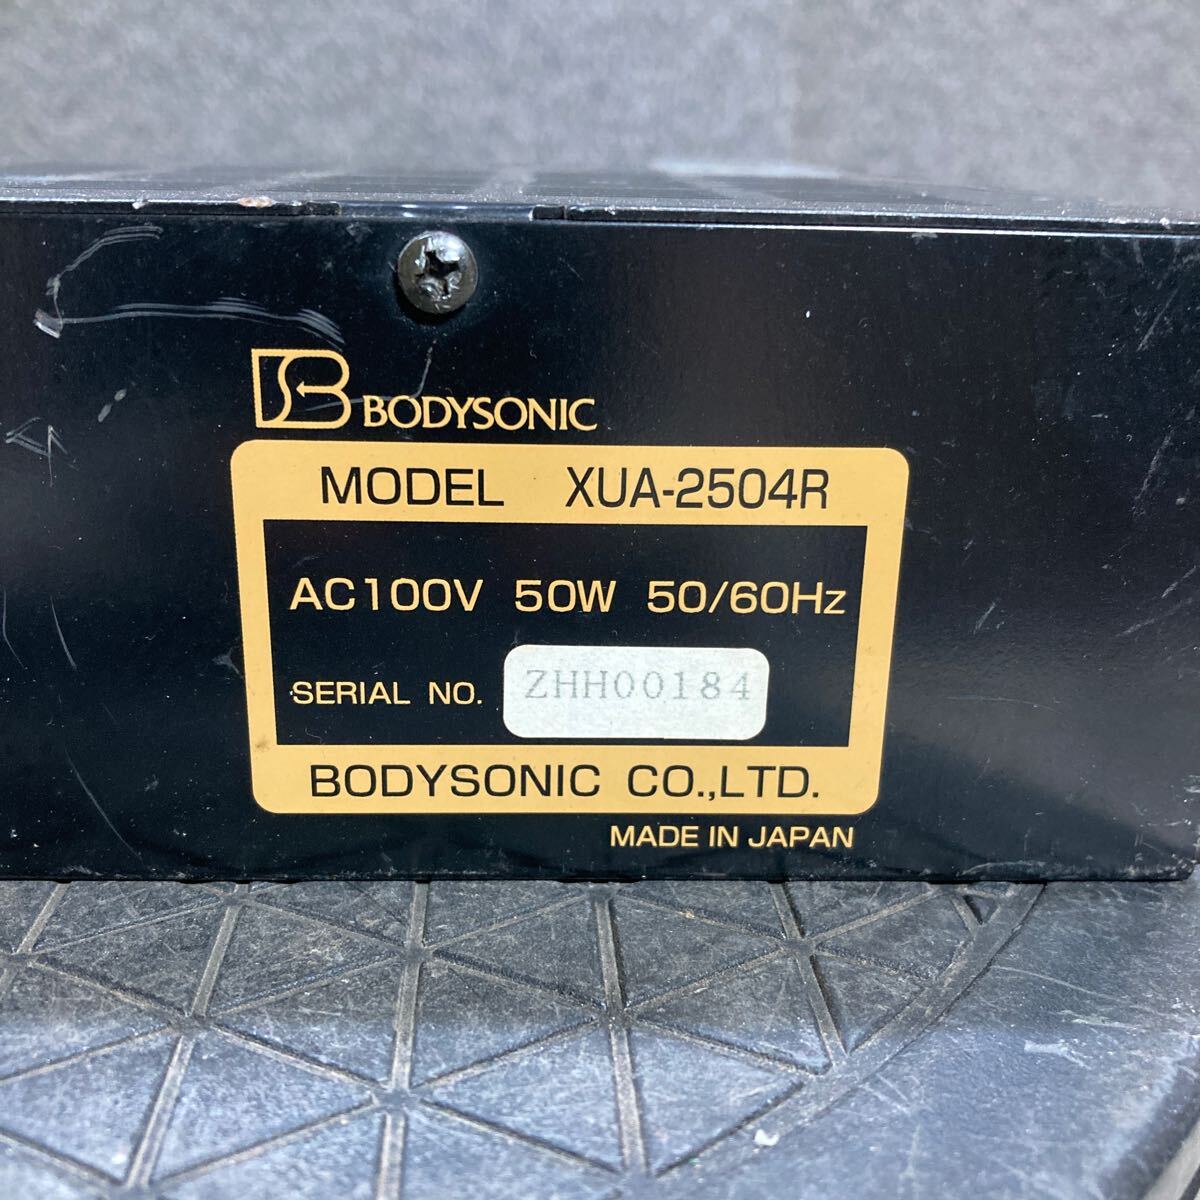 BODYSONIC
MODEL XUA-2504R
AC100V 50W 50/60Hz
SERIAL NO. ZHH00184
BODYSONIC CO.,LTD.
MADE IN JAPAN